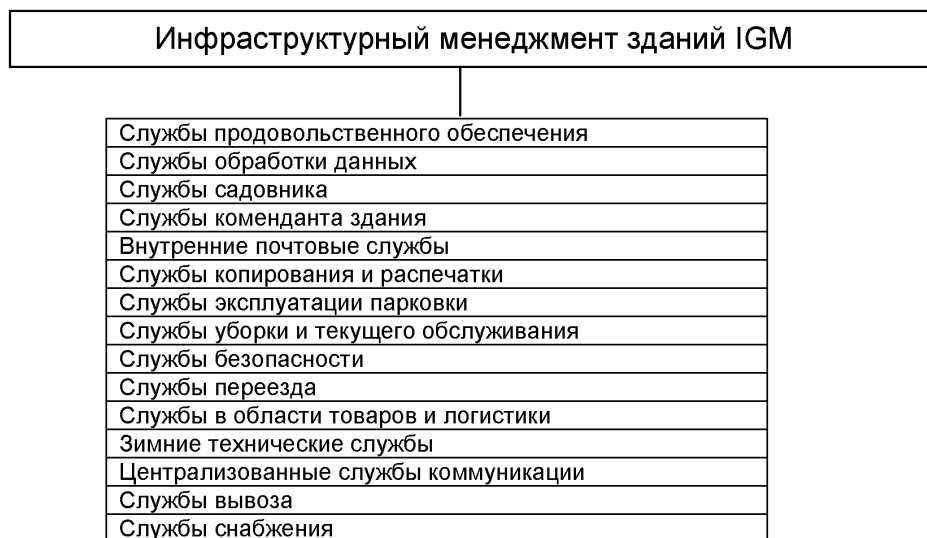 Инфраструктурный менеджмент зданий IGM
Службы продовольственного обеспечения
Службы обработки данных
Службы садовника
Службы коменданта здания
Внутренние почтовые службы
Службы копирования и распечатки
Службы эксплуатации парковки
Службы уборки и текущего обслуживания
Службы безопасности
Службы переезда
Службы в области товаров и логистики
Зимние технические службы
Централизованные службы коммуникации
Службы вывоза
Службы снабжения